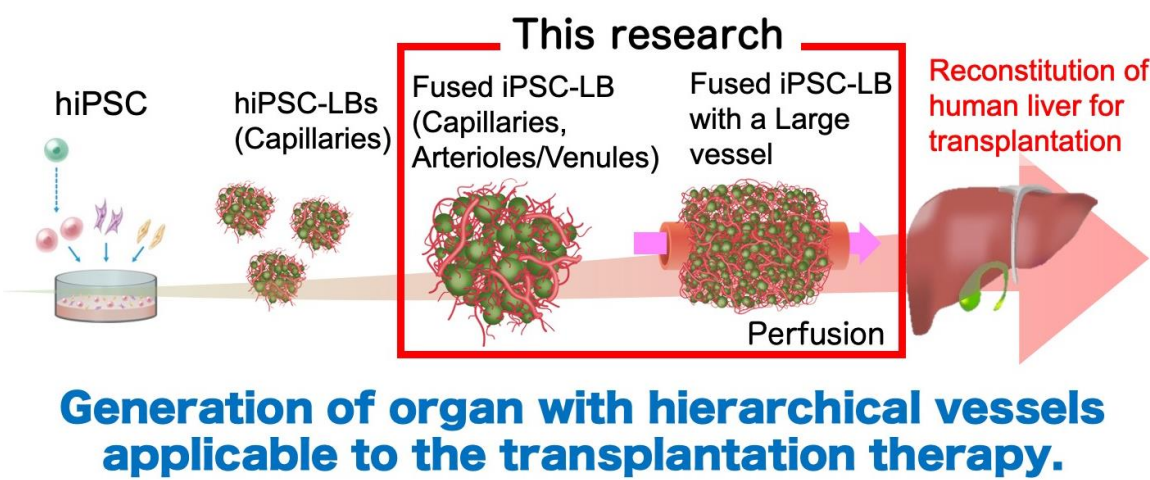 This research
hiPSC
hiPSC-LBs
(Capillaries)
Fused iPSC-LB
(Capillaries,
Arterioles/Venules)
Fused iPSC-LB
with a Large
vessel
Perfusion
Reconstitution of
human liver for
transplantation
Generation of organ with hierarchical vessels
applicable to the transplantation therapy.